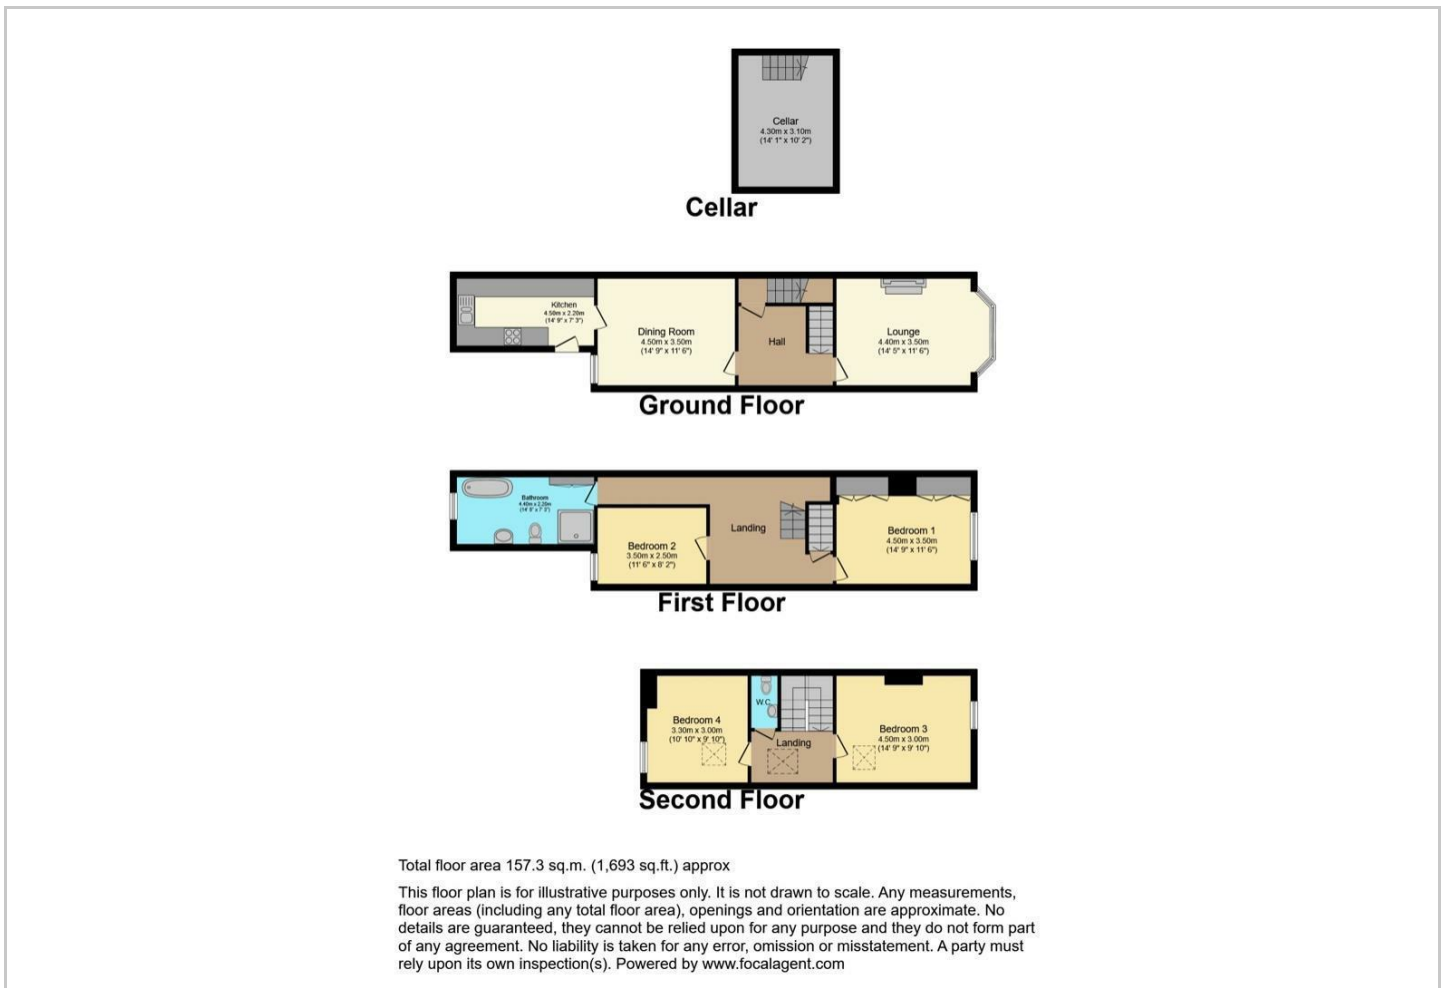 Cellar
4.30m x 3.10m
(14' 1" x 10' 2")
Cellar
Kitchen
4.50m x 2.20m
(14' 9" x 7' 3")
Dining Room
4.50m x 3.50m
(14' 9" x 11' 6")
Hall
Lounge
4.40m x 3.50m
(14' 5" x 11' 6")
Ground Floor
Bathroom
4.40m x 2.20m
(14' 5" x 7' 3")
Bedroom 2
3.50m x 2.50m
(11' 6" x 8' 2")
Landing
Bedroom 1
4.50m x 3.50m
(14' 9" x 11' 6")
First Floor
Bedroom 4
3.30m x 3.00m
(10' 10" x 9' 10")
W.C.
Landing
Bedroom 3
4.50m x 3.00m
(14' 9" x 9' 10")
Second Floor
Total floor area 157.3 sq.m. (1,693 sq.ft.) approx
This floor plan is for illustrative purposes only. It is not drawn to scale. Any measurements,
floor areas (including any total floor area), openings and orientation are approximate. No
details are guaranteed, they cannot be relied upon for any purpose and they do not form part
of any agreement. No liability is taken for any error, omission or misstatement. A party must
rely upon its own inspection(s). Powered by www.focalagent.com